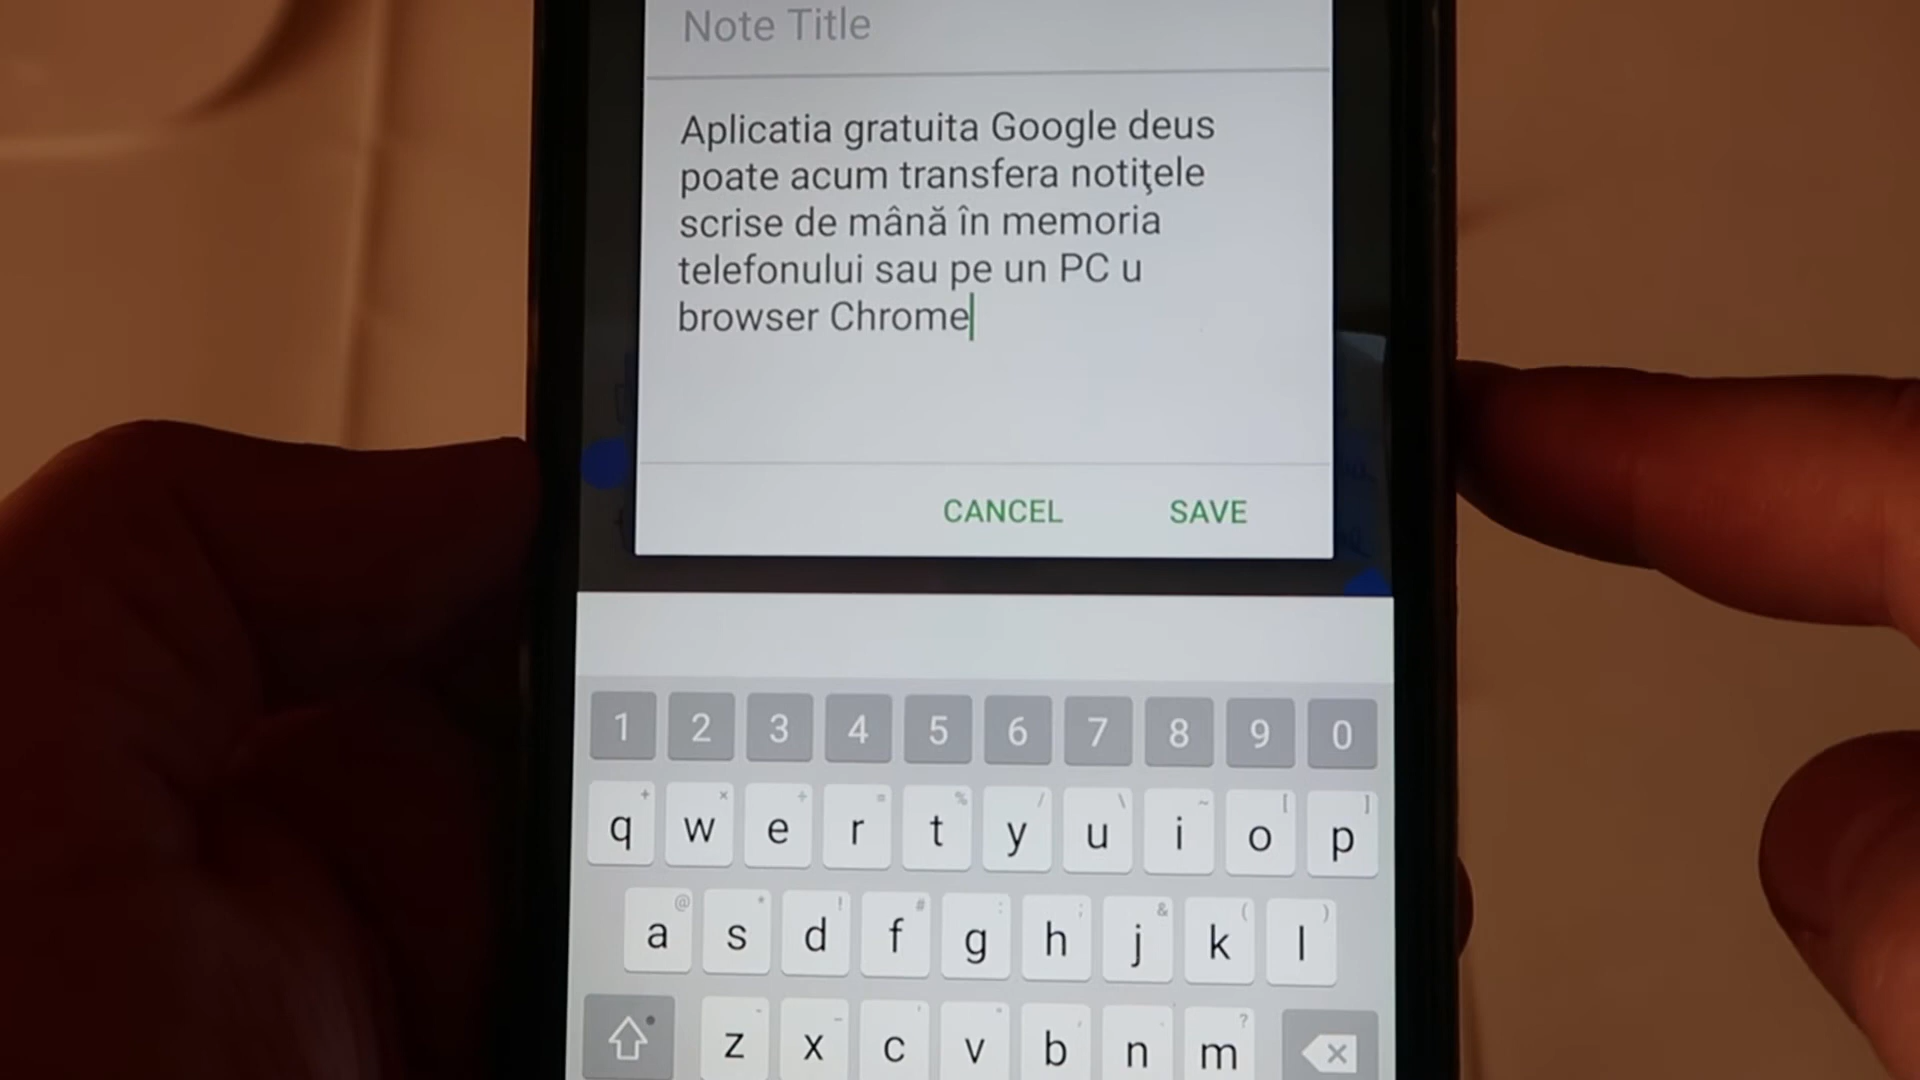 Note Title
Aplicatia gratuita Google deus
poate acum transfera notiţele
scrise de mână în memoria
telefonului sau pe un PC u
browser Chrome
CANCEL SAVE
1 2 3 4 5 6 7 8 9 0
q w e r t y u i o p
a s d f g h j k l
z x c v b n m